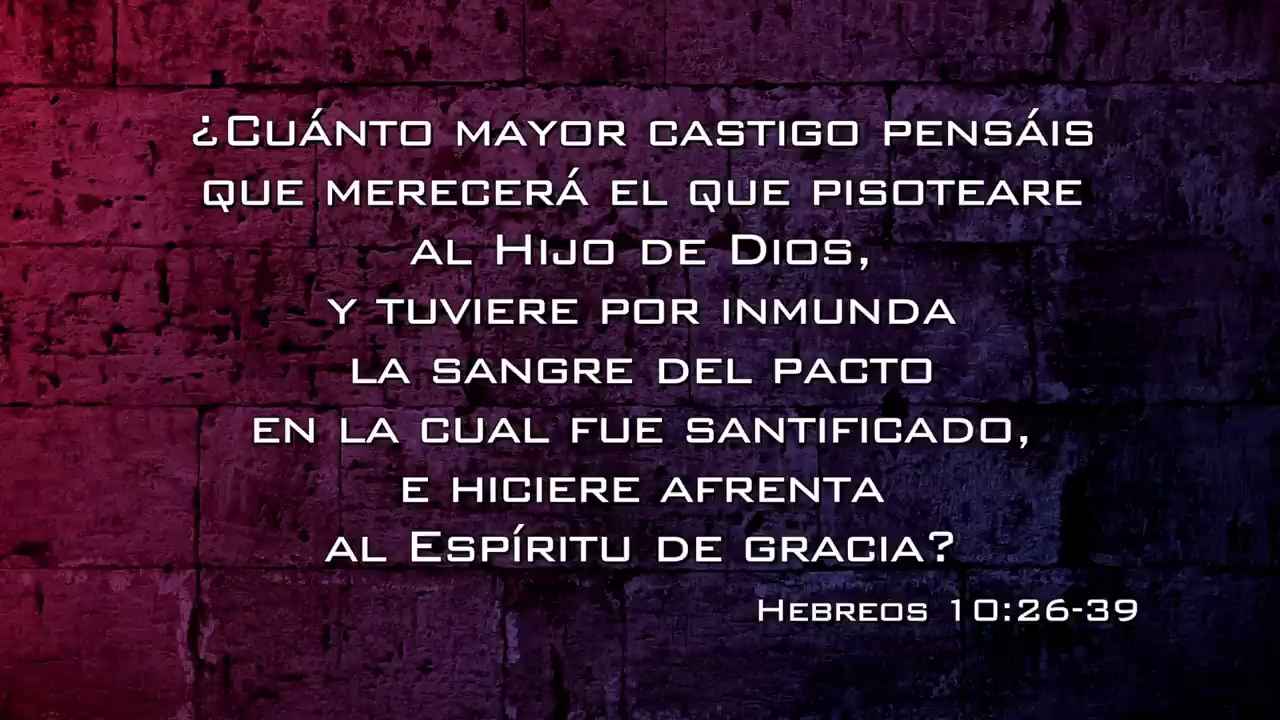 ¿Cuánto mayor castigo pensáis
que merecerá el que pisoteare
al Hijo de Dios,
y tuviere por inmunda
la sangre del pacto
en la cual fue santificado,
e hiciere afrenta
al Espíritu de gracia?
Hebreos 10:26-39